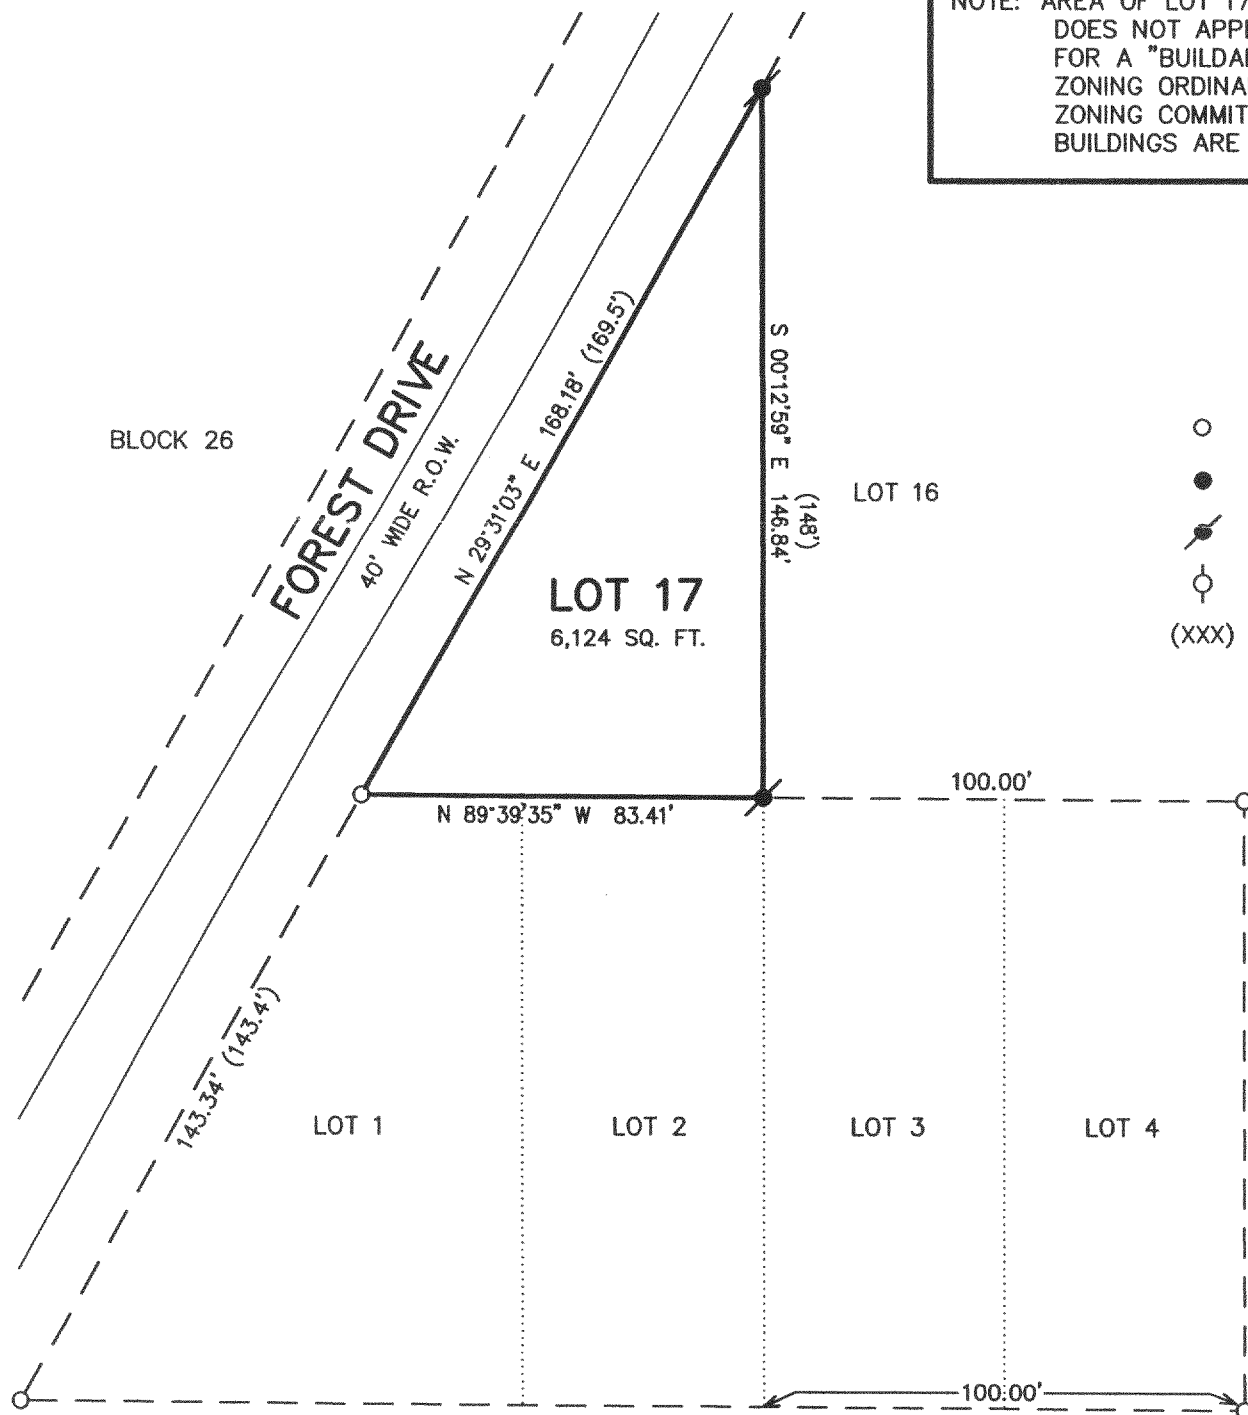 NOTE: AREA OF LOT 17
DOES NOT APPE
FOR A "BUILDAB
ZONING ORDINA
ZONING COMMIT
BUILDINGS ARE
FOREST DRIVE
40' WIDE R.O.W.
N 29°31'03" E 168.18' (169.5')
S 00°12'59" E 146.84'
(148')
BLOCK 26
LOT 16
LOT 17
6,124 SQ. FT.
(XXX)
N 89°39'35" W 83.41'
100.00'
143.34' (143.4')
LOT 1
LOT 2
LOT 3
LOT 4
100.00'